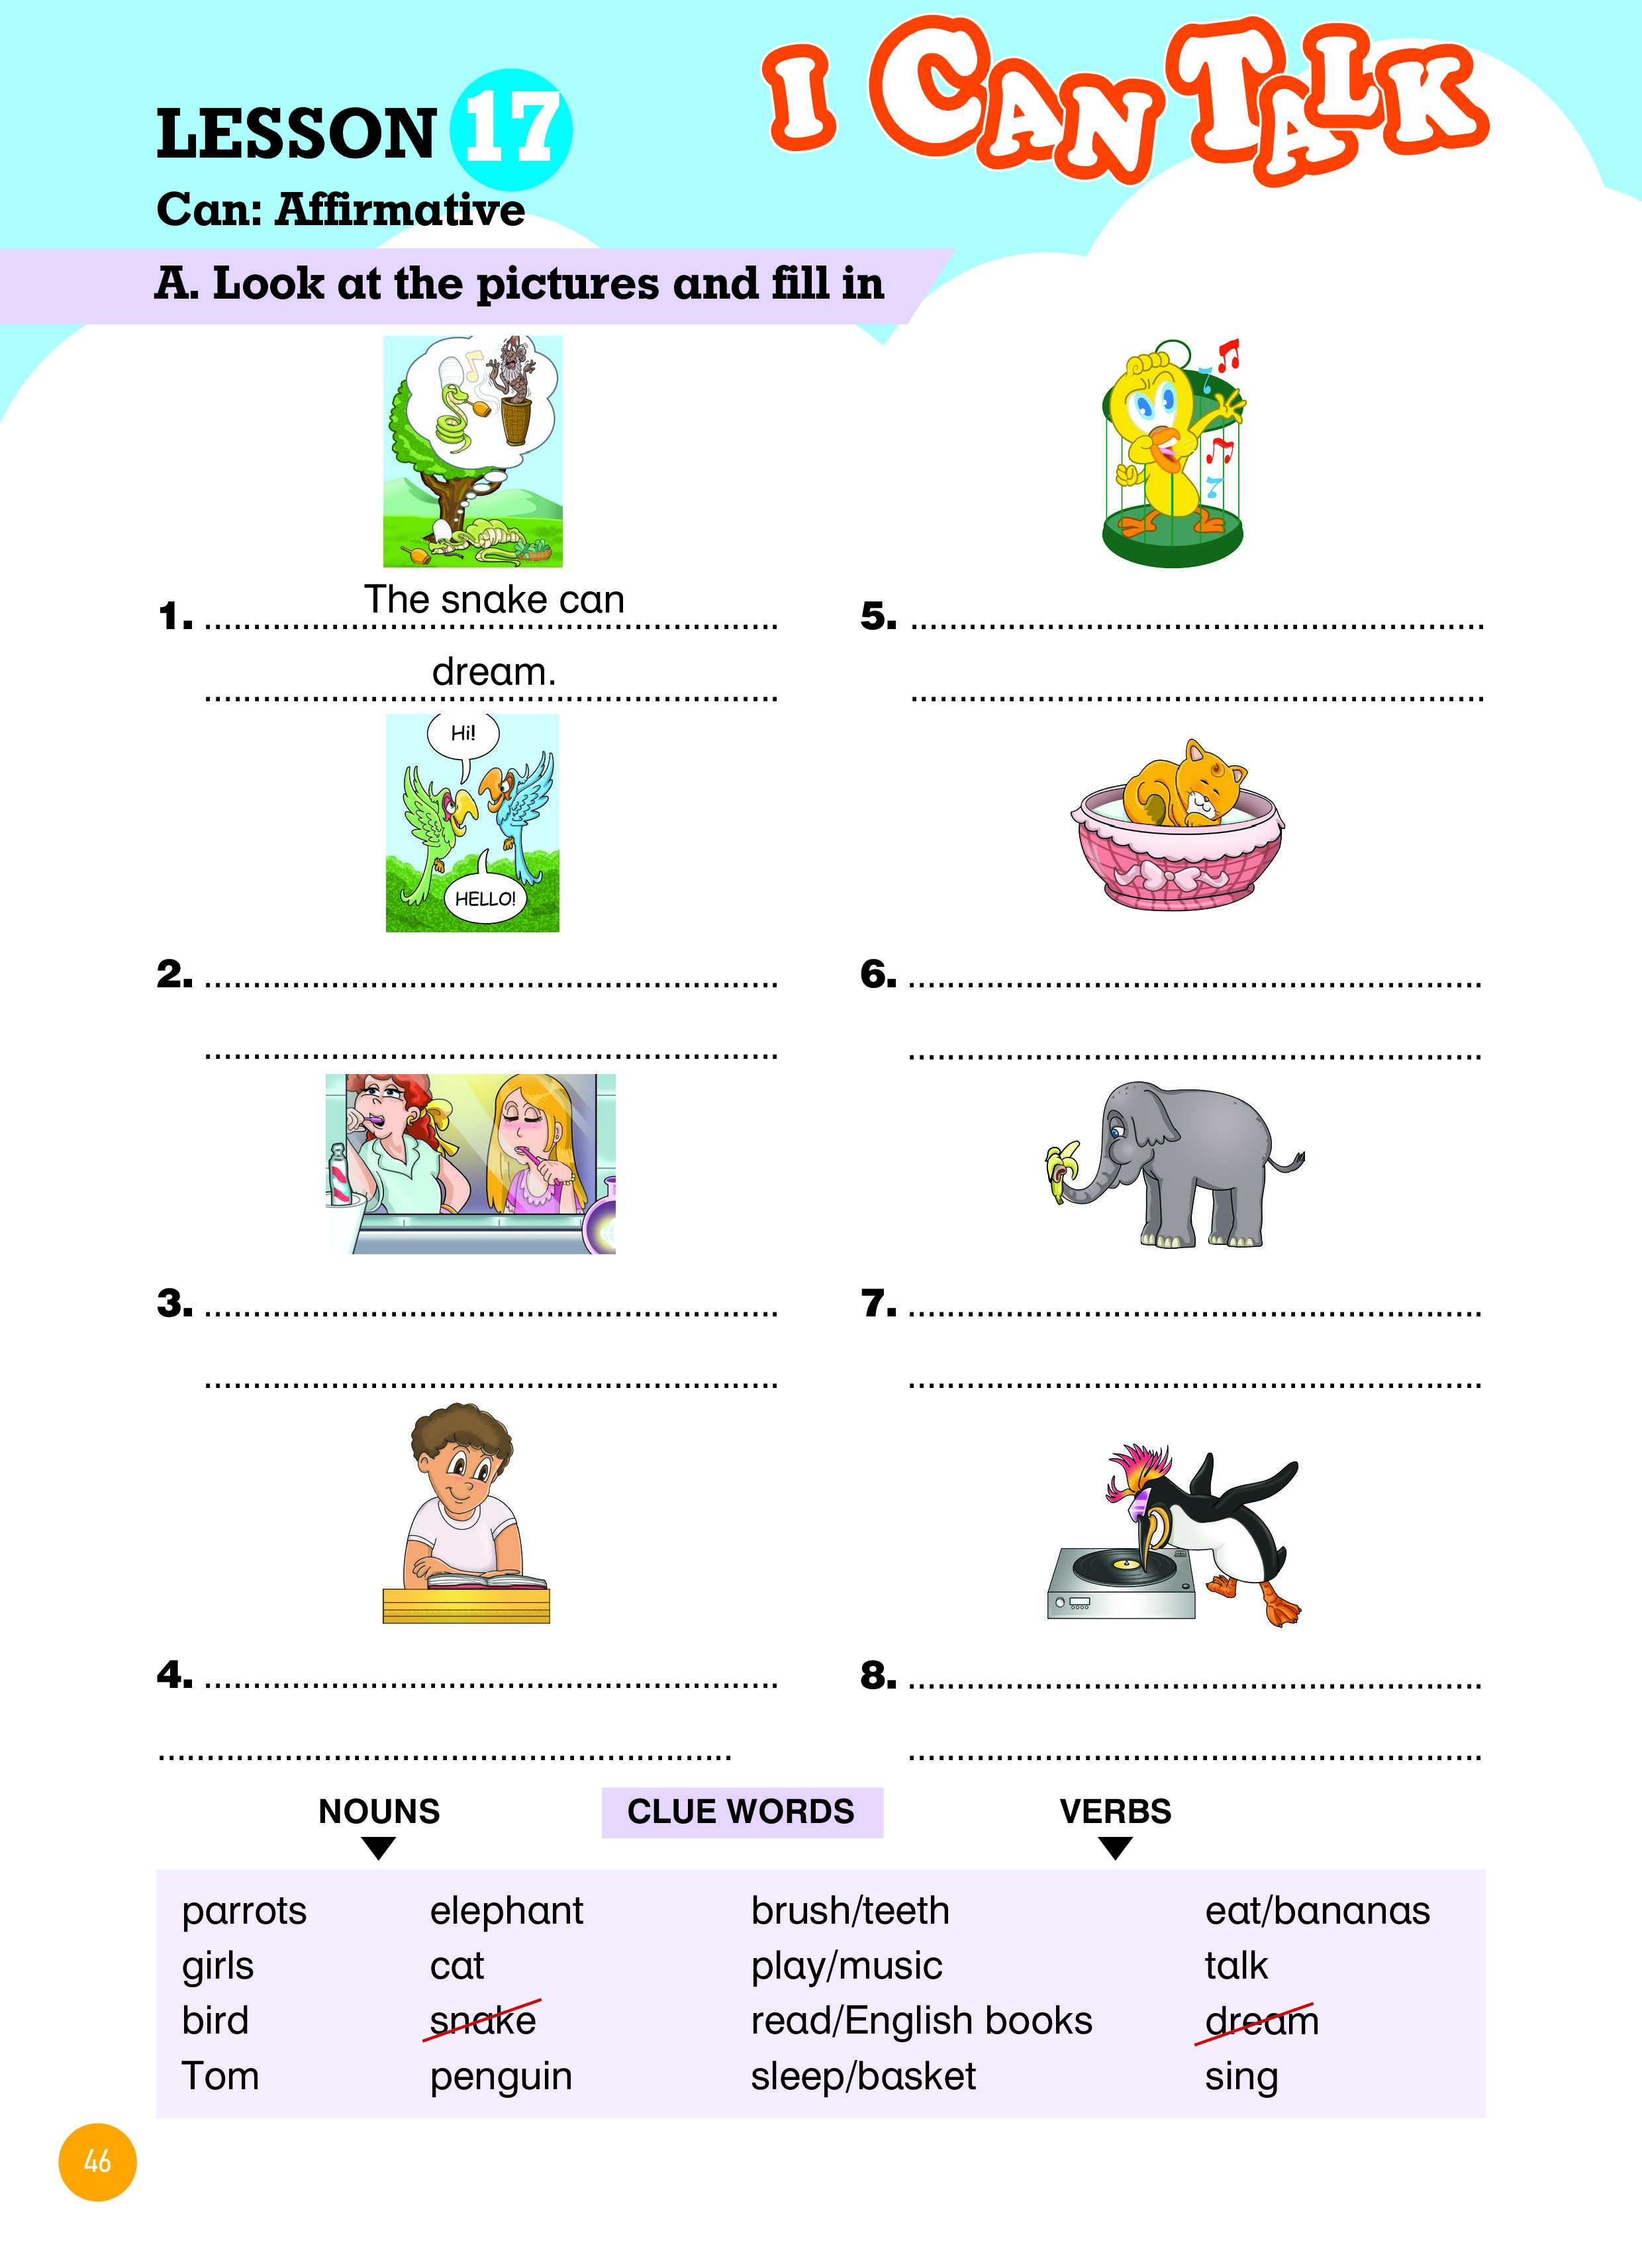 I CAN TALK
LESSON 17
Can: Affirmative
A. Look at the pictures and fill in
1. The snake can
dream.
5.
Hi!
HELLO!
2.
6.
3.
7.
4.
8.
NOUNS CLUE WORDS VERBS
parrots elephant brush/teeth eat/bananas
girls cat play/music talk
bird snake read/English books dream
Tom penguin sleep/basket sing
46